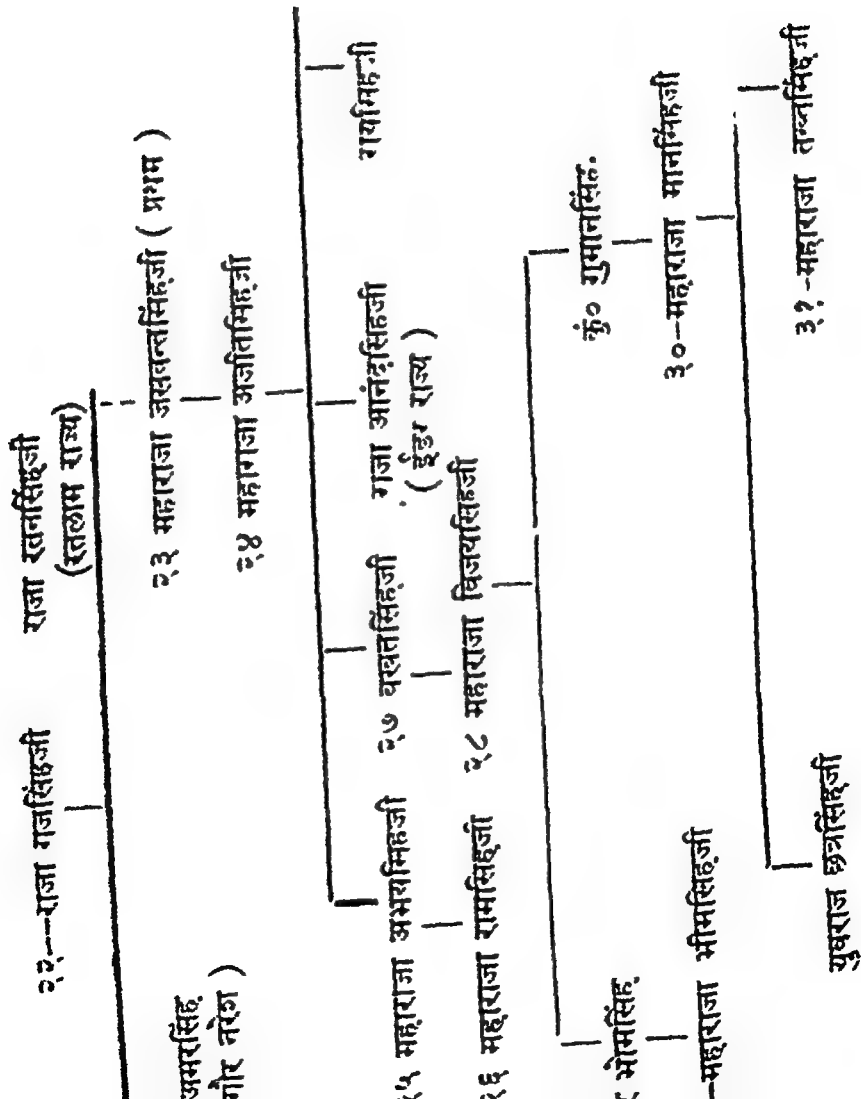 २२—राजा गजसिंहजी
राजा रतनसिंहजी
(रतलाम राज्य)
अमरसिंह
नरेश )
२३ महाराजा जसवन्तसिंहजी ( प्रथम )
२४ महाराजा अजीतसिंहजी
२५ महाराजा अभयसिंहजी
२७ बखतसिंहजी
राजा आनंदसिंहजी
( ईडर राज्य )
रायसिंहजी
२६ महाराजा रामसिंहजी
२८ महाराजा विजयसिंहजी
भोमसिंह
कुं० गुमानसिंह.
—महाराजा भीमसिंहजी
३०—महाराजा मानसिंहजी
युवराज छत्रसिंहजी
३१—महाराजा तख्तसिंहजी